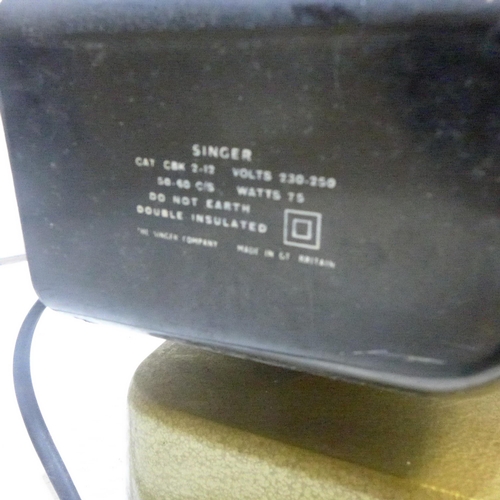 SINGER
CAT CBK 2-12 VOLTS 230-250
50-60 C/S WATTS 75
DO NOT EARTH
DOUBLE INSULATED
THE SINGER COMPANY MADE IN GT BRITAIN